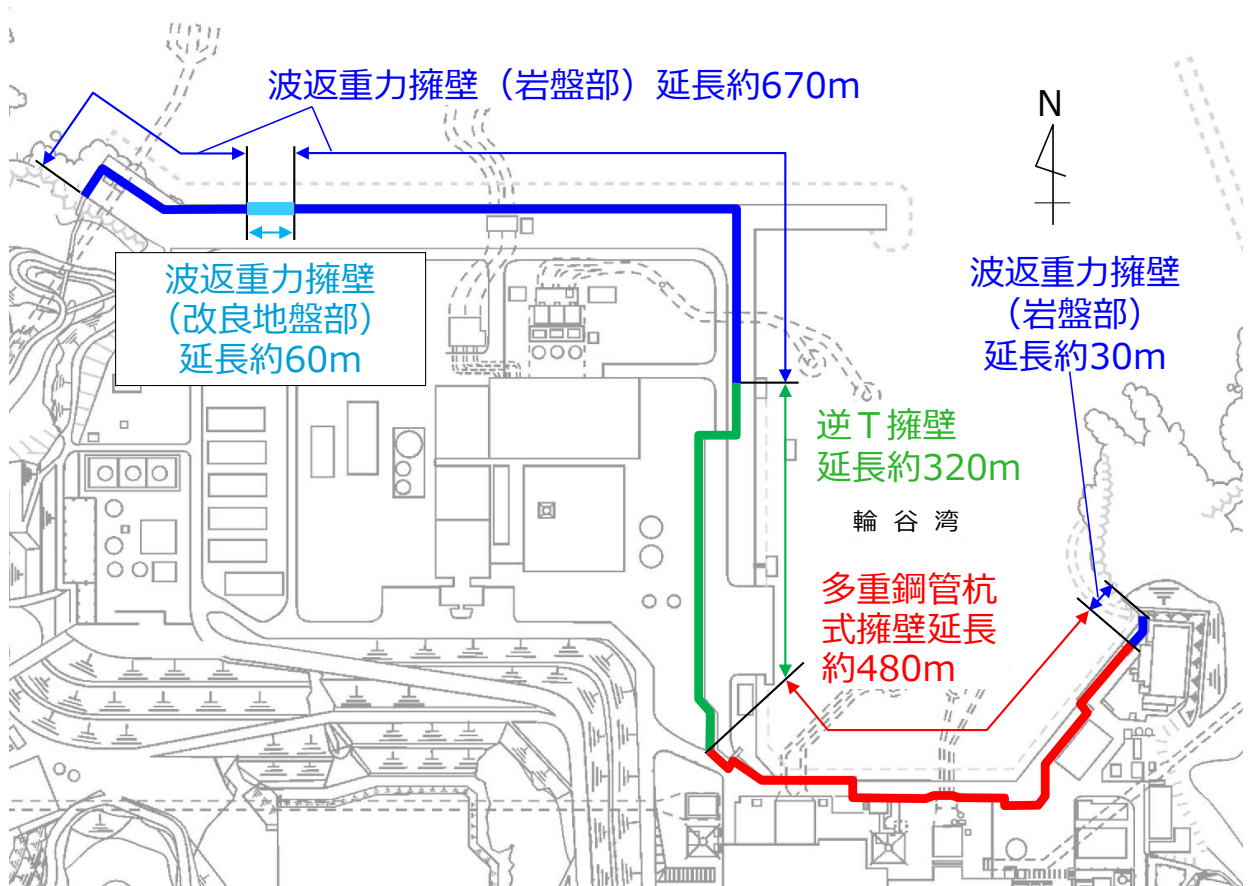 波返重力擁壁（岩盤部）延長約670m
N
波返重力擁壁
（改良地盤部）
延長約60m
波返重力擁壁
（岩盤部）
延長約30m
逆Ｔ擁壁
延長約320m
輪 谷 湾
多重鋼管杭
式擁壁延長
約480m